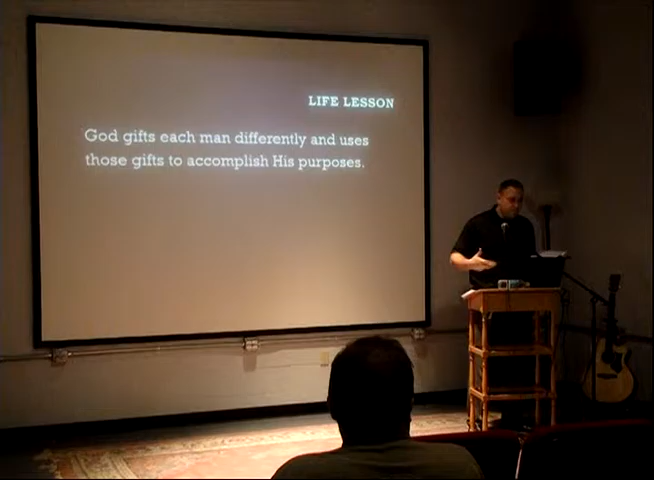 LIFE LESSON
God gifts each man differently and uses
those gifts to accomplish His purposes.